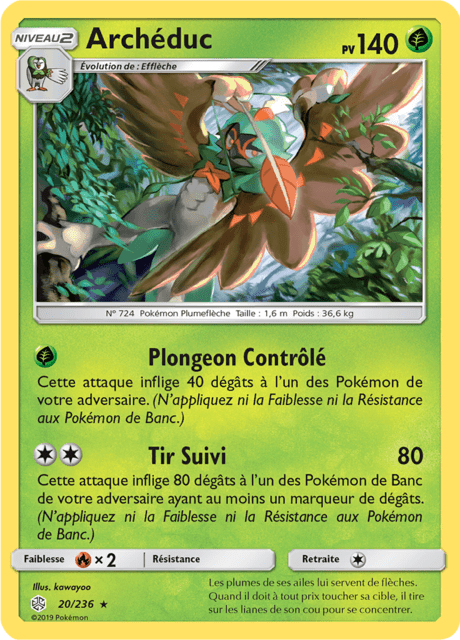 NIVEAU 2
Archéduc
PV 140
Évolution de : Efflèche
N° 724 Pokémon Plumeflèche Taille : 1,6 m Poids : 36,6 kg
Plongeon Contrôlé
Cette attaque inflige 40 dégâts à l'un des Pokémon de
votre adversaire. (N'appliquez ni la Faiblesse ni la Résistance
aux Pokémon de Banc.)
Tir Suivi 80
Cette attaque inflige 80 dégâts à l'un des Pokémon de Banc
de votre adversaire ayant au moins un marqueur de dégâts.
(N'appliquez ni la Faiblesse ni la Résistance aux Pokémon
de Banc.)
Faiblesse × 2 Résistance Retraite
Illus. kawayoo
20/236 ★
©2019 Pokémon
Les plumes de ses ailes lui servent de flèches.
Quand il doit à tout prix toucher sa cible, il tire
sur les lianes de son cou pour se concentrer.